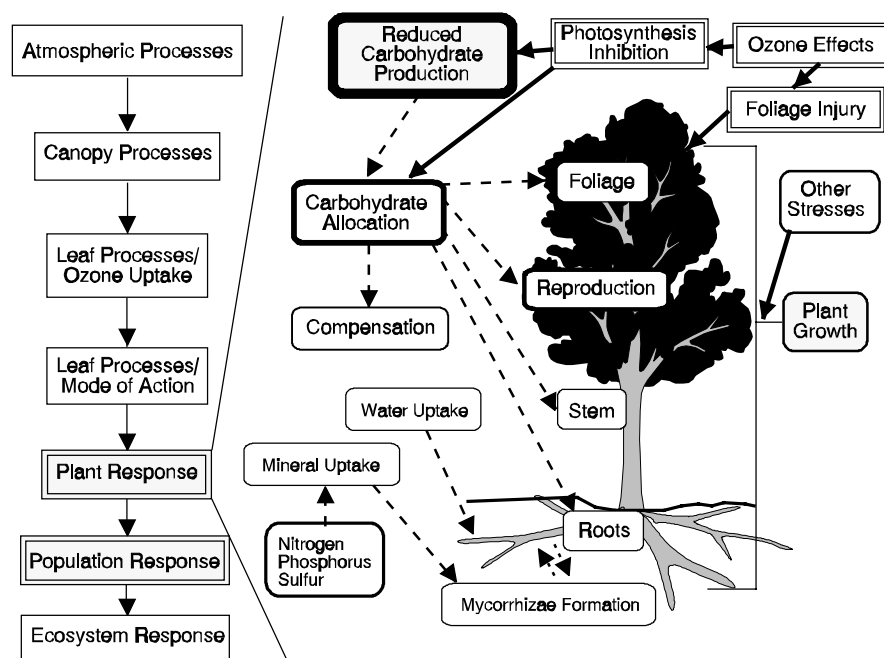 Atmospheric Processes
Canopy Processes
Leaf Processes/
Ozone Uptake
Leaf Processes/
Mode of Action
Plant Response
Population Response
Ecosystem Response
Reduced
Carbohydrate
Production
Photosynthesis
Inhibition
Ozone Effects
Foliage Injury
Carbohydrate
Allocation
Foliage
Other
Stresses
Reproduction
Compensation
Plant
Growth
Water Uptake
Stem
Mineral Uptake
Roots
Nitrogen
Phosphorus
Sulfur
Mycorrhizae Formation